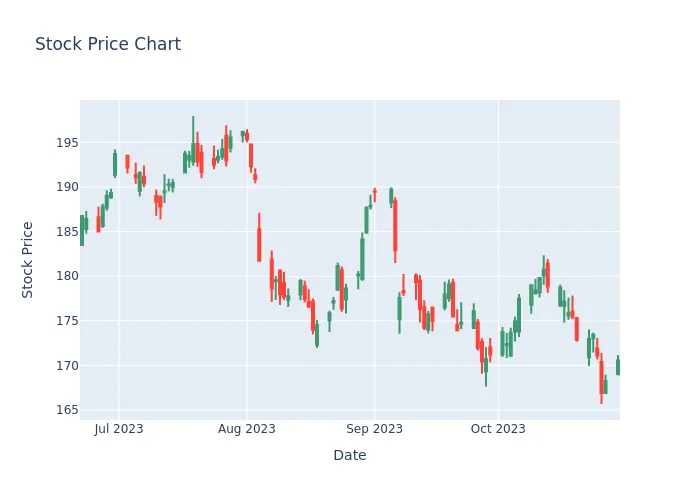 Stock Price Chart
195
190
185
180
175
170
165
Stock Price
Jul 2023
Aug 2023
Sep 2023
Oct 2023
Date